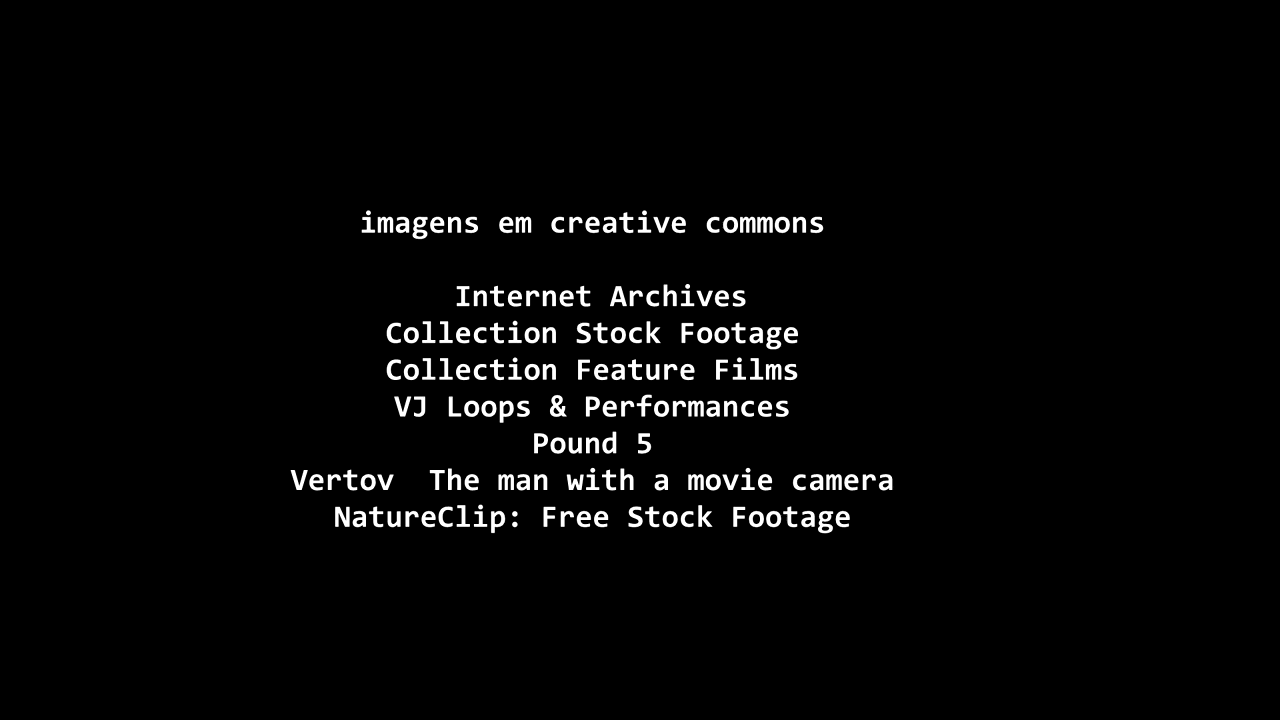 imagens em creative commons
Internet Archives
Collection Stock Footage
Collection Feature Films
VJ Loops & Performances
Pound 5
Vertov  The man with a movie camera
NatureClip: Free Stock Footage